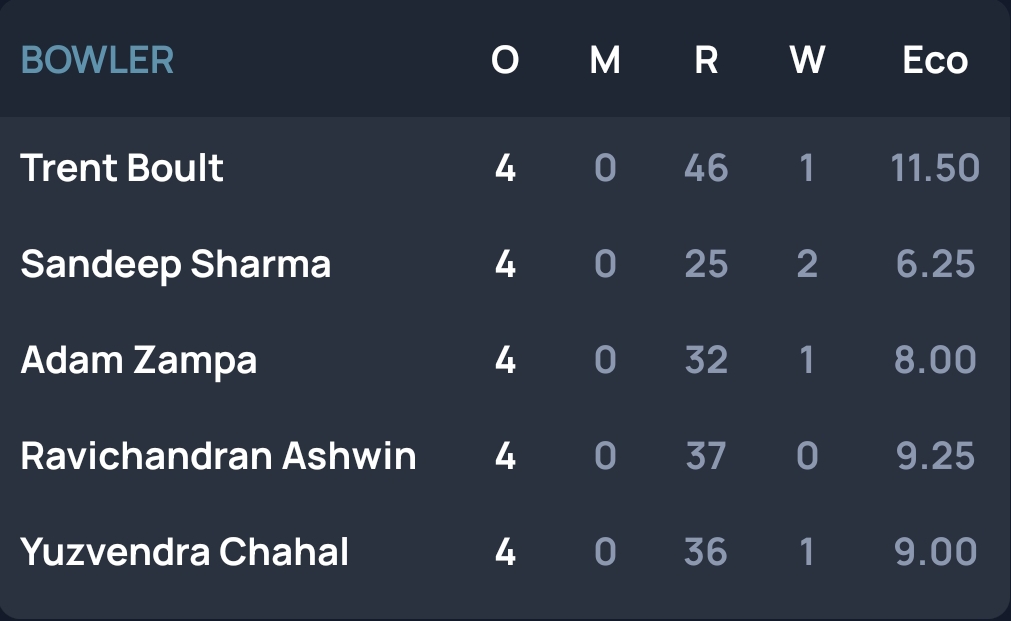 BOWLER O M R W Eco
Trent Boult 4 0 46 1 11.50
Sandeep Sharma 4 0 25 2 6.25
Adam Zampa 4 0 32 1 8.00
Ravichandran Ashwin 4 0 37 0 9.25
Yuzvendra Chahal 4 0 36 1 9.00